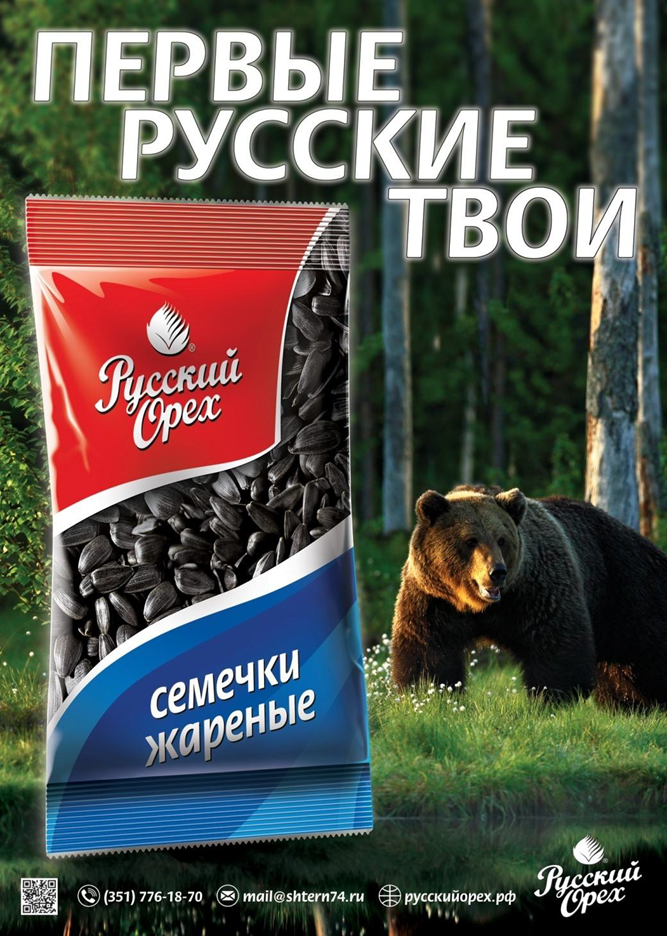 ПЕРВЫЕ
РУССКИЕ
ТВОИ
®
Русский
Орех
семечки
жареные
(351) 776-18-70
mail@shtern74.ru
русскийорех.рф
®
Русский
Орех